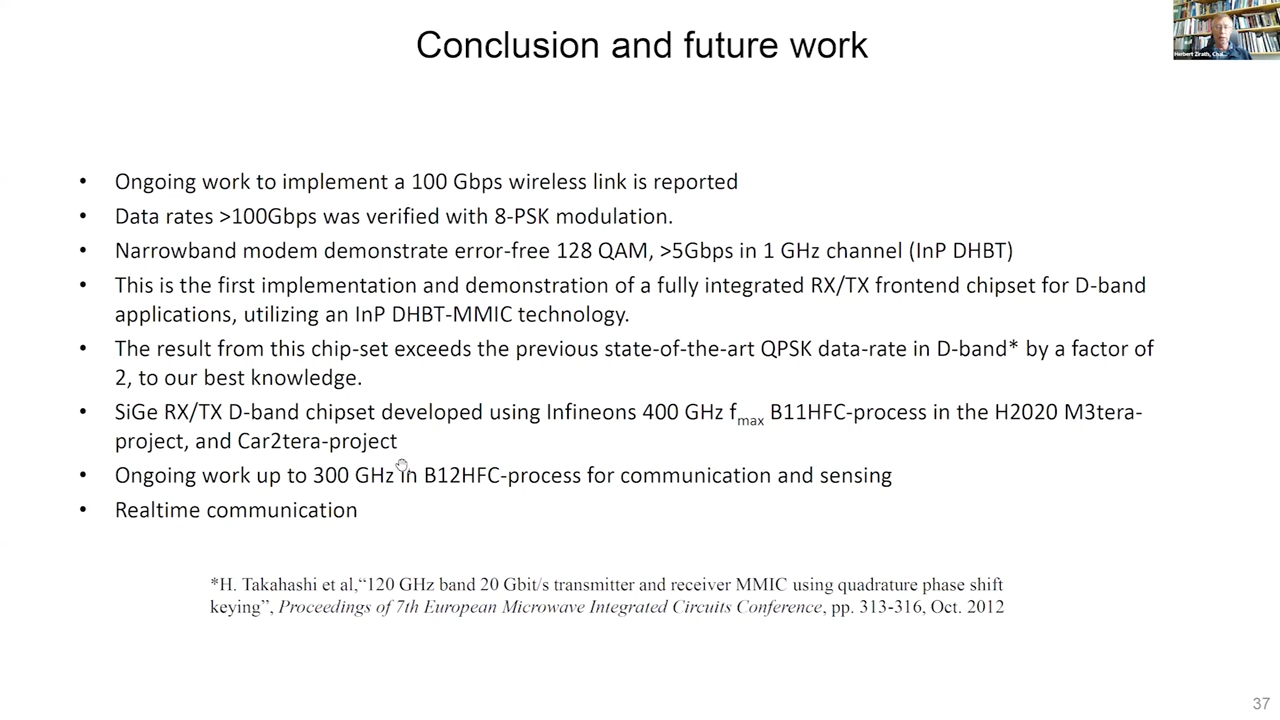 Conclusion and future work
Herbert Zirath, Chal...
• Ongoing work to implement a 100 Gbps wireless link is reported
• Data rates >100Gbps was verified with 8-PSK modulation.
• Narrowband modem demonstrate error-free 128 QAM, >5Gbps in 1 GHz channel (InP DHBT)
• This is the first implementation and demonstration of a fully integrated RX/TX frontend chipset for D-band
applications, utilizing an InP DHBT-MMIC technology.
• The result from this chip-set exceeds the previous state-of-the-art QPSK data-rate in D-band* by a factor of
2, to our best knowledge.
• SiGe RX/TX D-band chipset developed using Infineons 400 GHz fmax B11HFC-process in the H2020 M3tera-
project, and Car2tera-project
• Ongoing work up to 300 GHz in B12HFC-process for communication and sensing
• Realtime communication
*H. Takahashi et al,“120 GHz band 20 Gbit/s transmitter and receiver MMIC using quadrature phase shift
keying”, Proceedings of 7th European Microwave Integrated Circuits Conference, pp. 313-316, Oct. 2012
37